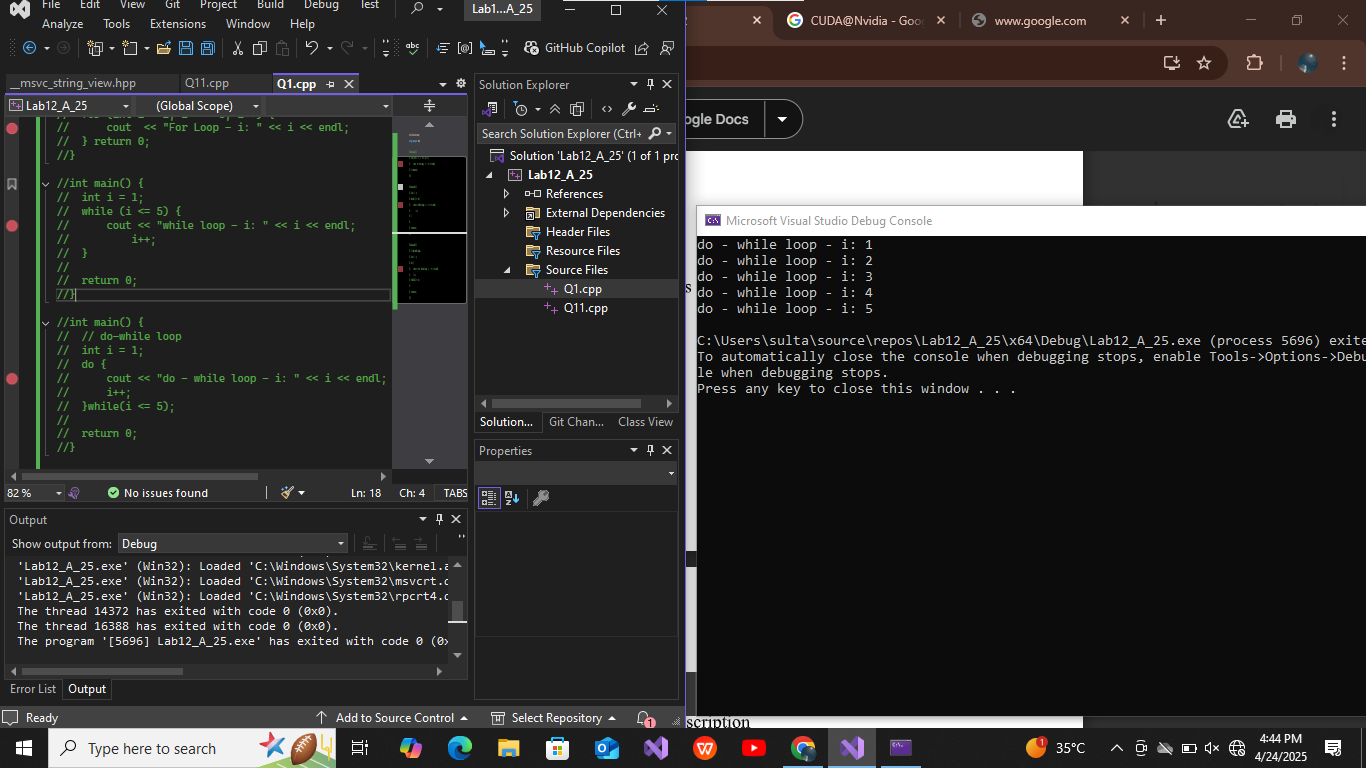 File Edit View Git Project Build Debug Test
Analyze Tools Extensions Window Help
Lab1...A_25
GitHub Copilot
__msvc_string_view.hpp Q11.cpp Q1.cpp
Lab12_A_25 (Global Scope)
// cout << "For Loop - i: " << i << endl;
// } return 0;
//}
//int main() {
// int i = 1;
// while (i <= 5) {
// cout << "while loop - i: " << i << endl;
// i++;
// }
//
// return 0;
//}
//int main() {
// // do-while loop
// int i = 1;
// do {
// cout << "do - while loop - i: " << i << endl;
// i++;
// }while(i <= 5);
//
// return 0;
//}
82 % No issues found Ln: 18 Ch: 4 TABS
Output
Show output from: Debug
'Lab12_A_25.exe' (Win32): Loaded 'C:\Windows\System32\kernel.a
'Lab12_A_25.exe' (Win32): Loaded 'C:\Windows\System32\msvcrt.d
'Lab12_A_25.exe' (Win32): Loaded 'C:\Windows\System32\rpcrt4.d
The thread 14372 has exited with code 0 (0x0).
The thread 16388 has exited with code 0 (0x0).
The program '[5696] Lab12_A_25.exe' has exited with code 0 (0x
Error List Output
Ready Add to Source Control Select Repository 1
Solution Explorer
Search Solution Explorer (Ctrl+
Solution 'Lab12_A_25' (1 of 1 pro
Lab12_A_25
References
External Dependencies
Header Files
Resource Files
Source Files
Q1.cpp
Q11.cpp
Solution... Git Chan... Class View
Properties
CUDA@Nvidia - Goo www.google.com
gle Docs
s
Microsoft Visual Studio Debug Console
do - while loop - i: 1
do - while loop - i: 2
do - while loop - i: 3
do - while loop - i: 4
do - while loop - i: 5
C:\Users\sulta\source\repos\Lab12_A_25\x64\Debug\Lab12_A_25.exe (process 5696) exite
To automatically close the console when debugging stops, enable Tools->Options->Debu
le when debugging stops.
Press any key to close this window . . .
scription
Type here to search
1 35°C
4:44 PM
4/24/2025